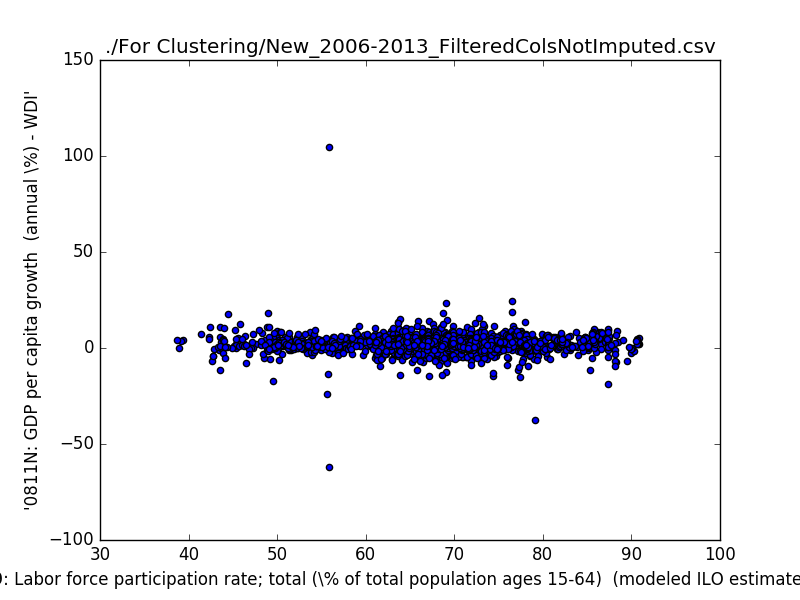 ./For Clustering/New_2006-2013_FilteredColsNotImputed.csv
150
100
50
0
−50
−100
'0811N: GDP per capita growth (annual \%) - WDI'
30 40 50 60 70 80 90 100
: Labor force participation rate; total (\% of total population ages 15-64) (modeled ILO estimate